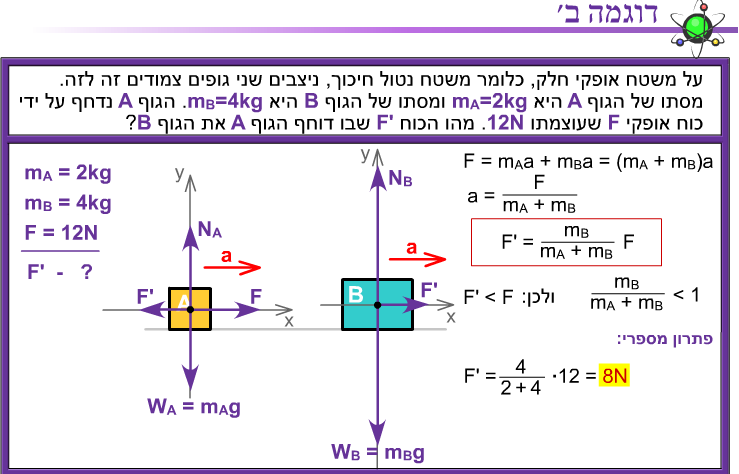 דוגמה ב׳
על משטח אופקי חלק, כלומר משטח נטול חיכוך, ניצבים שני גופים צמודים זה לזה.
מסתו של הגוף A היא mA=2kg ומסתו של הגוף B היא mB=4kg. הגוף A נדחף על ידי
כוח אופקי F שעוצמתו 12N. מהו הכוח F' שבו דוחף הגוף A את הגוף B?
mA = 2kg
mB = 4kg
F = 12N
F' - ?
y
NA
a
F'
A
F
x
WA = mAg
y
NB
a
B
F'
x
WB = mBg
F = mAa + mBa = (mA + mB)a
a = F / (mA + mB)
F' = mB / (mA + mB) F
mB / (mA + mB) < 1 ולכן: F' < F
פתרון מספרי:
F' = 4 / (2 + 4) · 12 = 8N